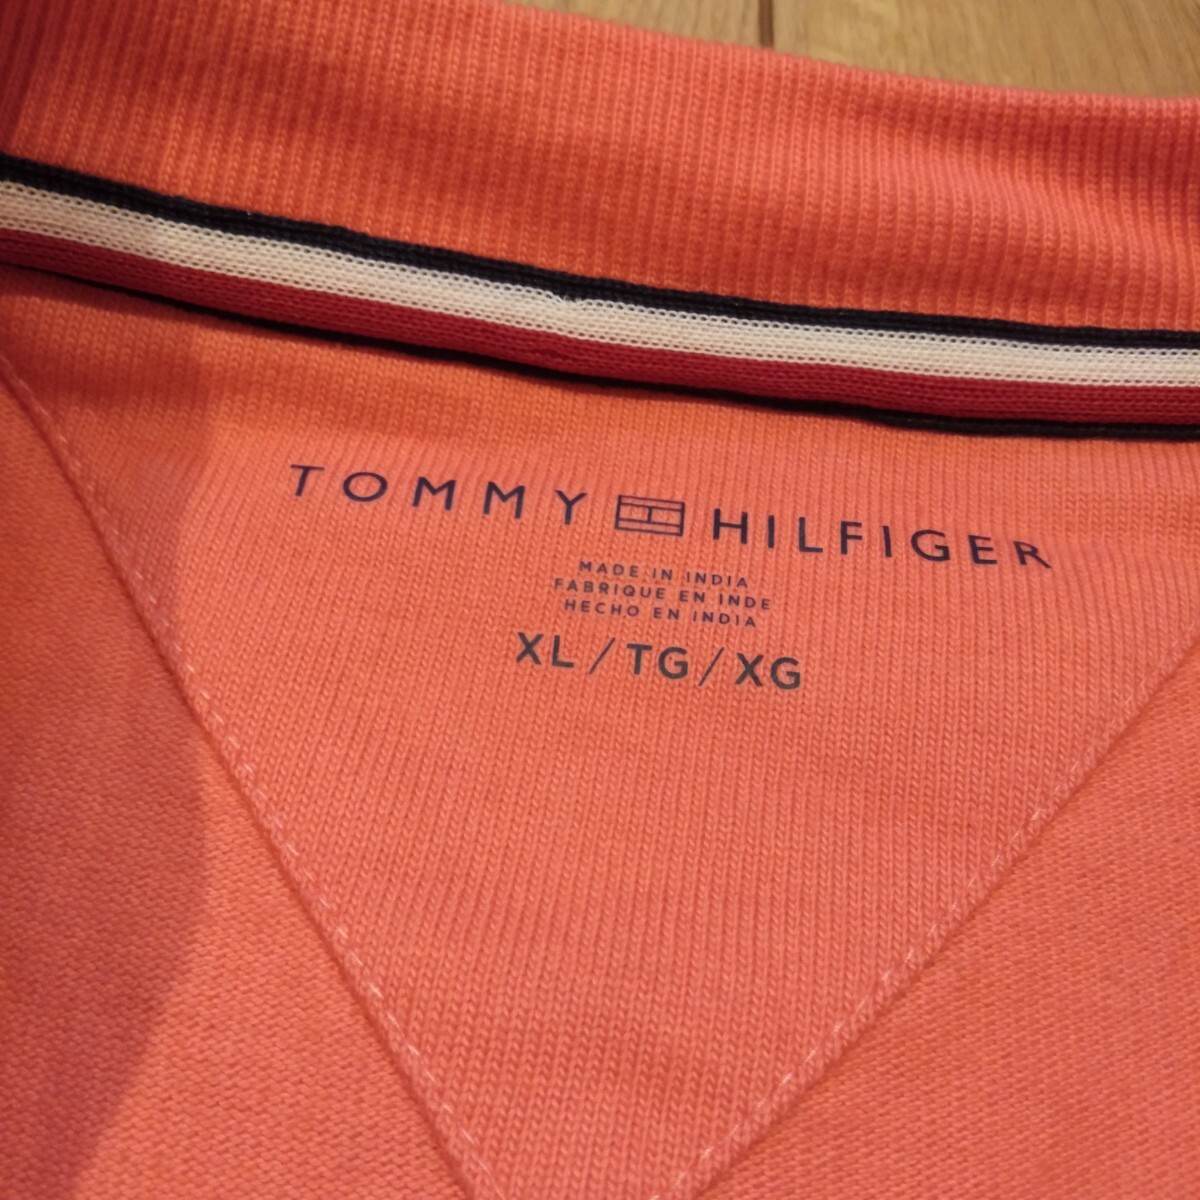 TOMMY HILFIGER
MADE IN INDIA
FABRIQUE EN INDE
HECHO EN INDIA
XL/TG/XG